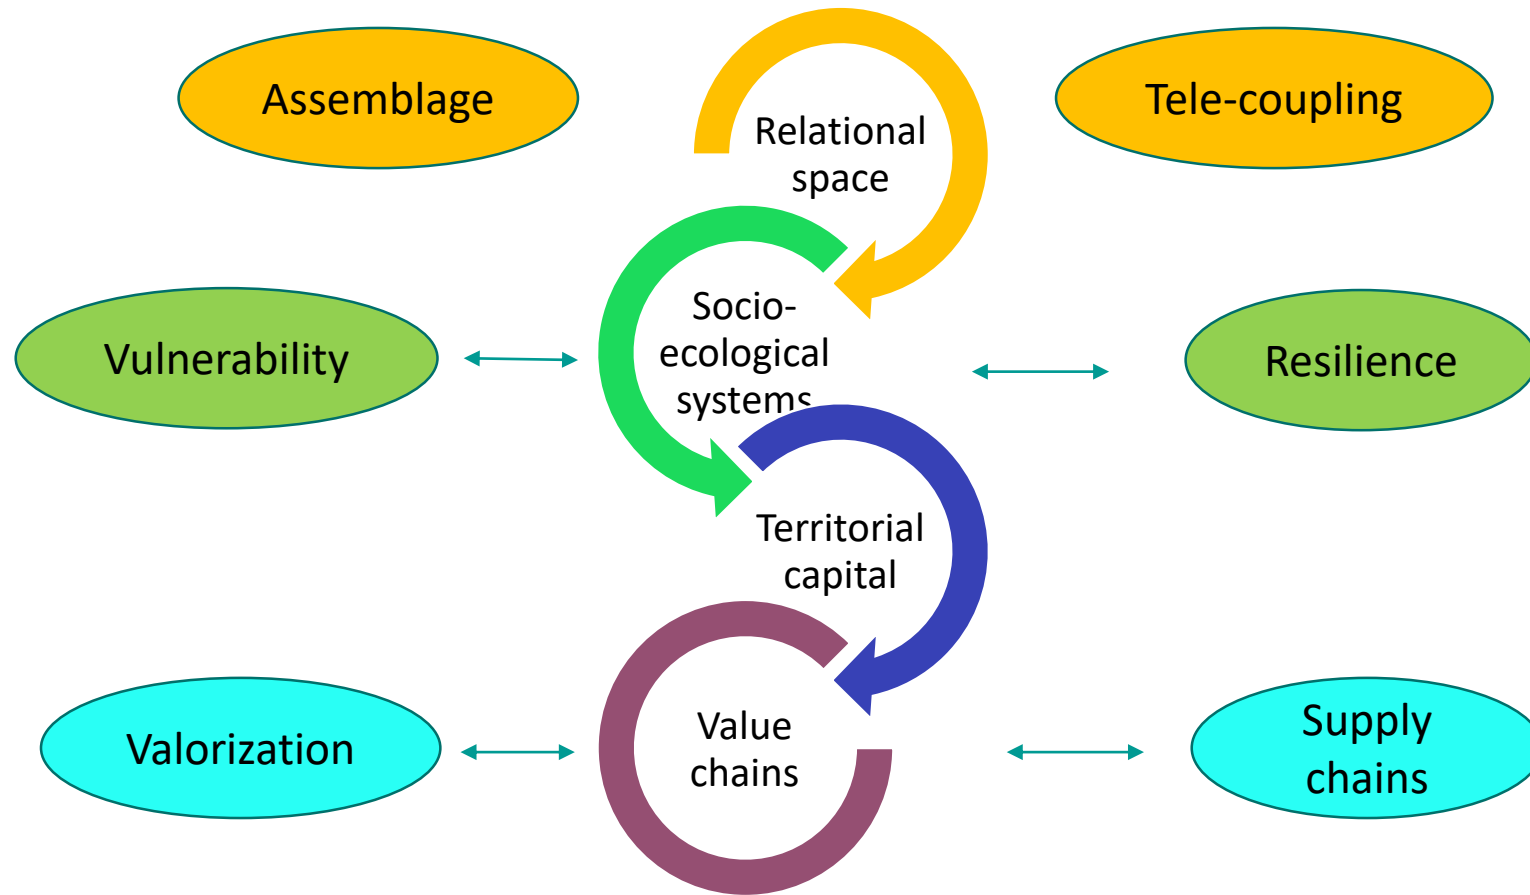 Assemblage
Relational
space
Tele-coupling
Vulnerability
Socio-
ecological
systems
Resilience
Territorial
capital
Valorization
Value
chains
Supply
chains